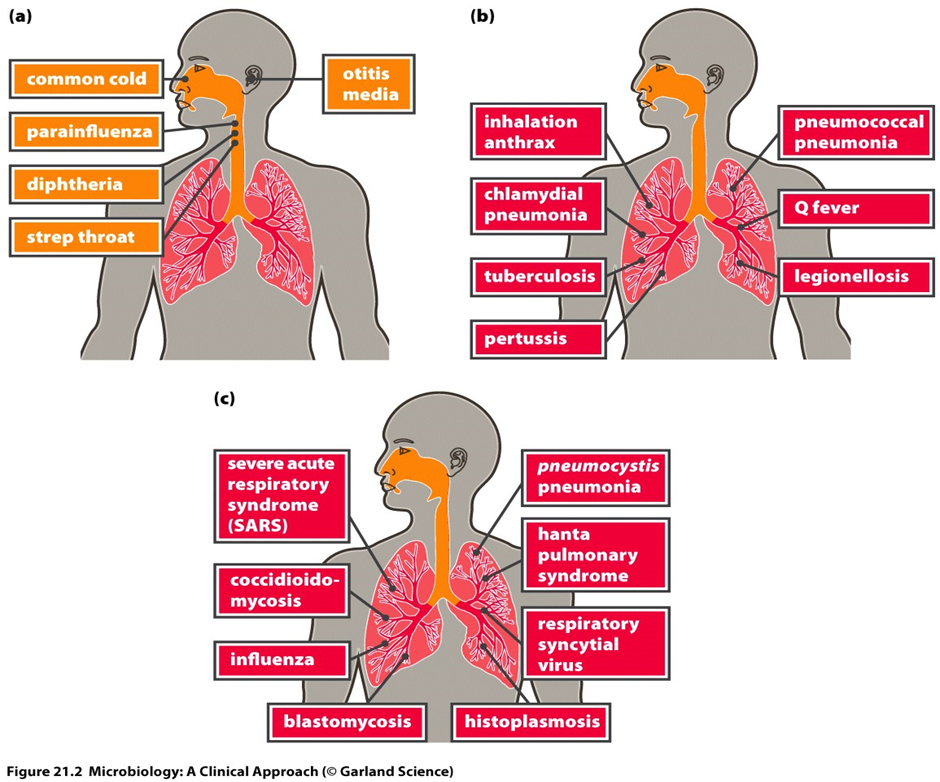 (a)
common cold
otitis
media
parainfluenza
diphtheria
strep throat
(b)
inhalation
anthrax
pneumococcal
pneumonia
chlamydial
pneumonia
Q fever
tuberculosis
legionellosis
pertussis
(c)
severe acute
respiratory
syndrome
(SARS)
pneumocystis
pneumonia
hanta
pulmonary
syndrome
coccidioido-
mycosis
respiratory
syncytial
virus
influenza
blastomycosis
histoplasmosis
Figure 21.2 Microbiology: A Clinical Approach (© Garland Science)